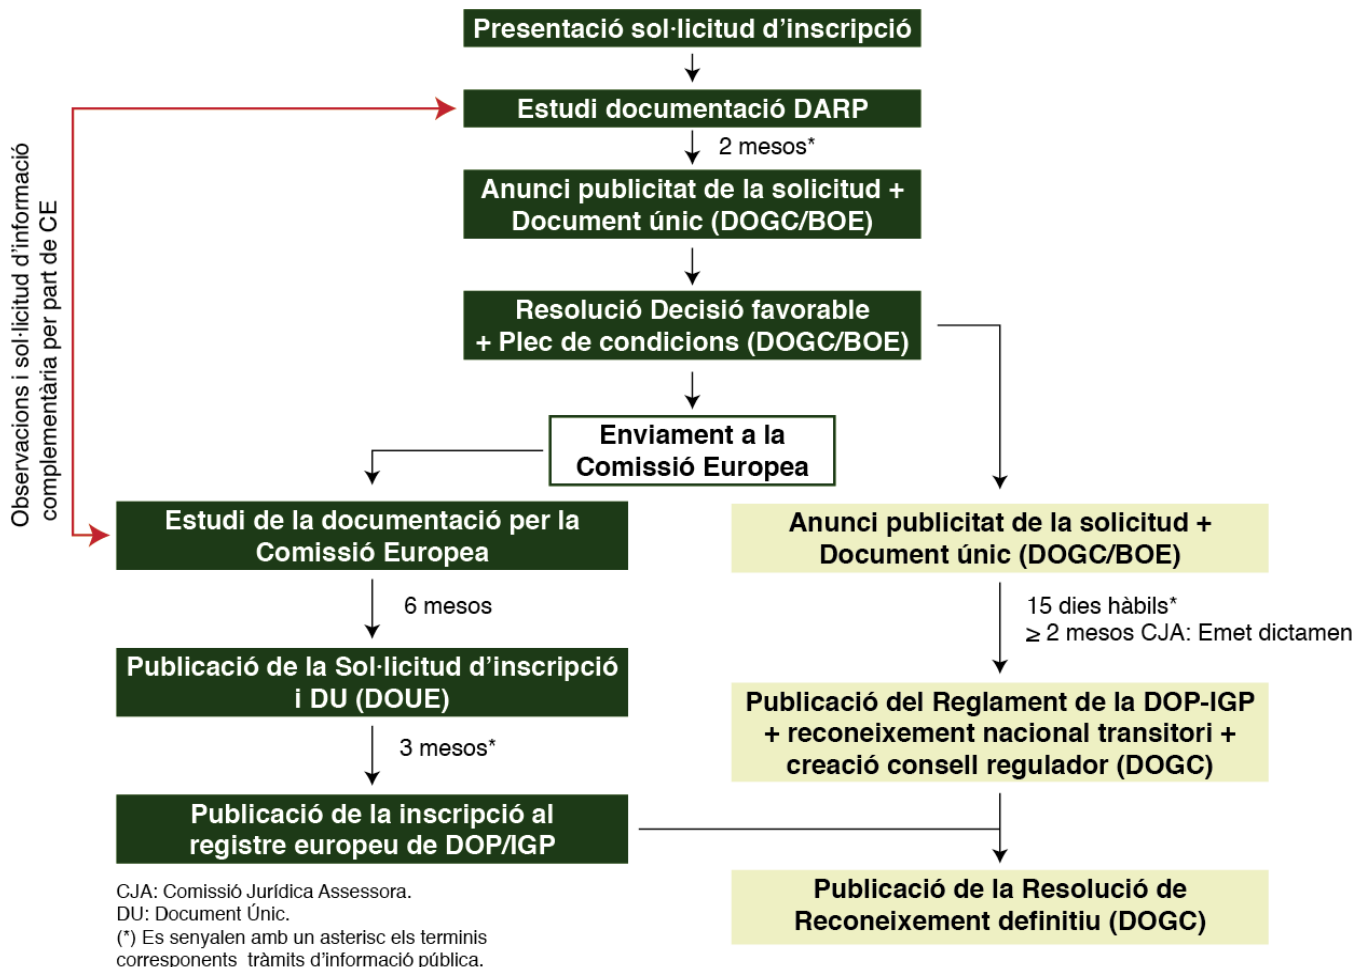 Presentació sol·licitud d’inscripció
Estudi documentació DARP
2 mesos*
Anunci publicitat de la solicitud +
Document únic (DOGC/BOE)
Resolució Decisió favorable
+ Plec de condicions (DOGC/BOE)
Enviament a la
Comissió Europea
Observacions i sol·licitud d’informació
complementària per part de CE
Estudi de la documentació per la
Comissió Europea
6 mesos
Publicació de la Sol·licitud d’inscripció
i DU (DOUE)
3 mesos*
Publicació de la inscripció al
registre europeu de DOP/IGP
Anunci publicitat de la solicitud +
Document únic (DOGC/BOE)
15 dies hàbils*
≥ 2 mesos CJA: Emet dictamen
Publicació del Reglament de la DOP-IGP
+ reconeixement nacional transitori +
creació consell regulador (DOGC)
Publicació de la Resolució de
Reconeixement definitiu (DOGC)
CJA: Comissió Jurídica Assessora.
DU: Document Únic.
(*) Es senyalen amb un asterisc els terminis
corresponents tràmits d’informació pública.